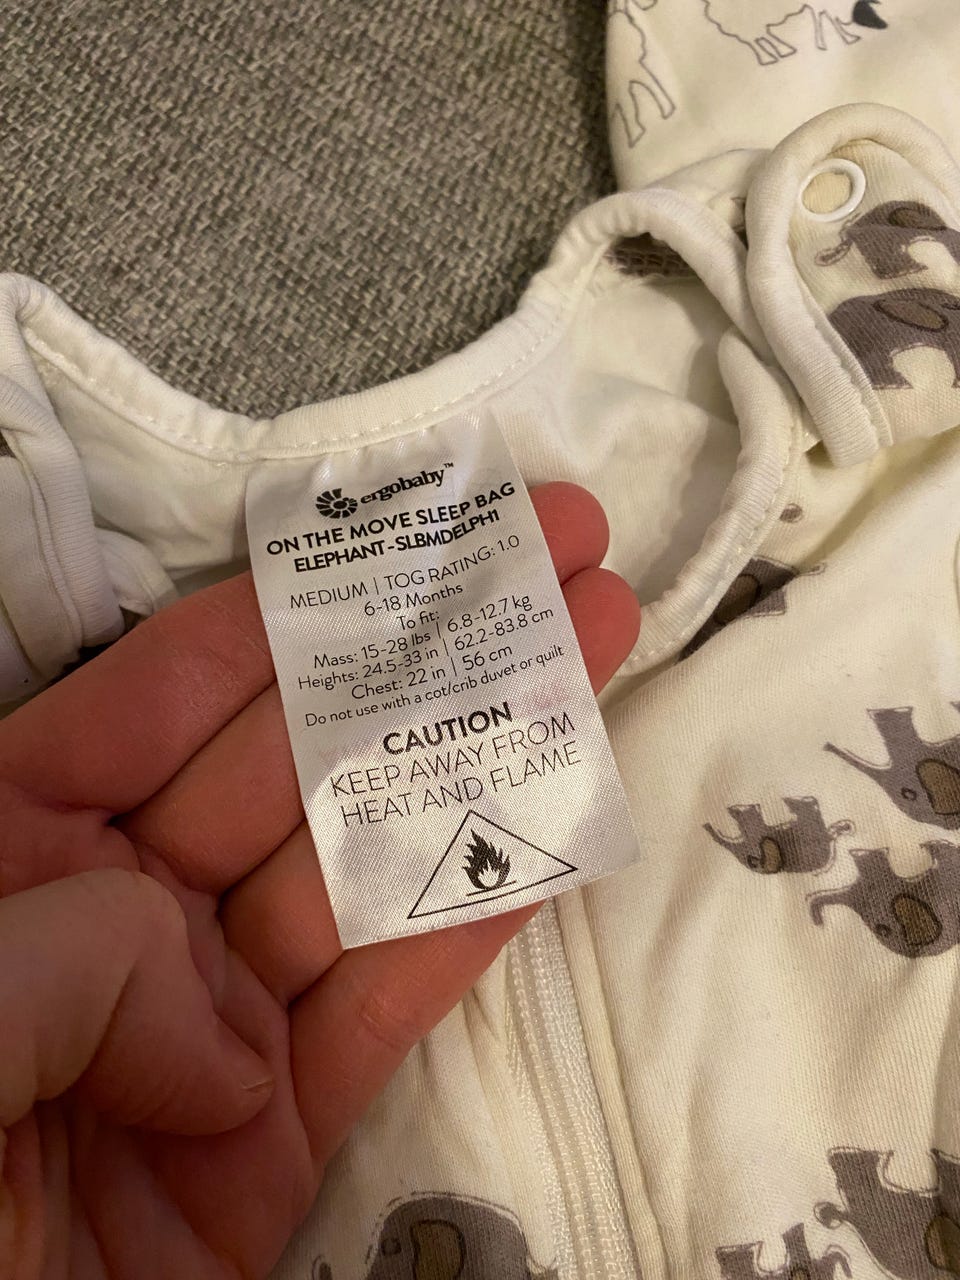 ergobaby™
ON THE MOVE SLEEP BAG
ELEPHANT - SLBMDELPH1
MEDIUM | TOG RATING: 1.0
6-18 Months
To fit:
Mass: 15-28 lbs | 6.8-12.7 kg
Heights: 24.5-33 in | 62.2-83.8 cm
Chest: 22 in | 56 cm
Do not use with a cot/crib duvet or quilt
CAUTION
KEEP AWAY FROM
HEAT AND FLAME